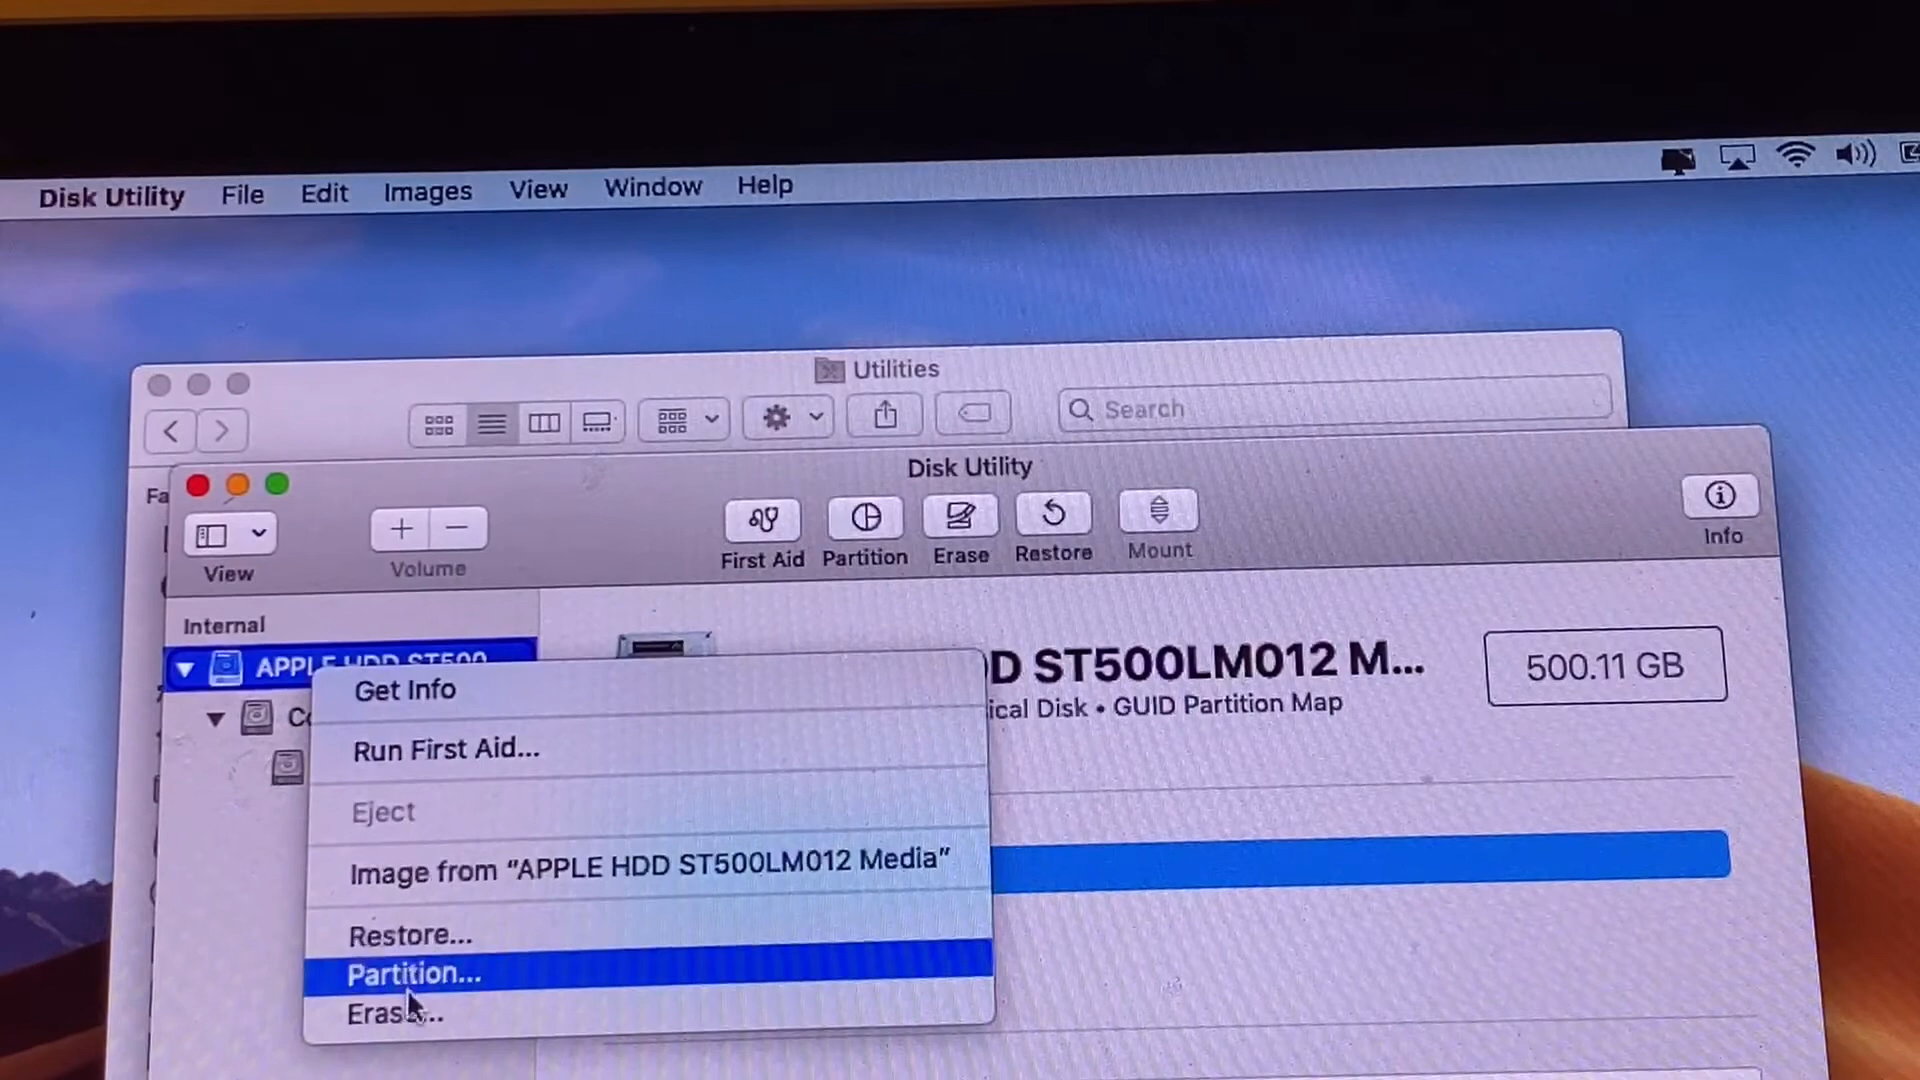 Disk Utility File Edit Images View Window Help
Utilities
Search
Disk Utility
View
Volume
First Aid Partition Erase Restore Mount
Info
Internal
D ST500LM012 M...
500.11 GB
ical Disk • GUID Partition Map
Get Info
Run First Aid...
Eject
Image from “APPLE HDD ST500LM012 Media”
Restore...
Partition...